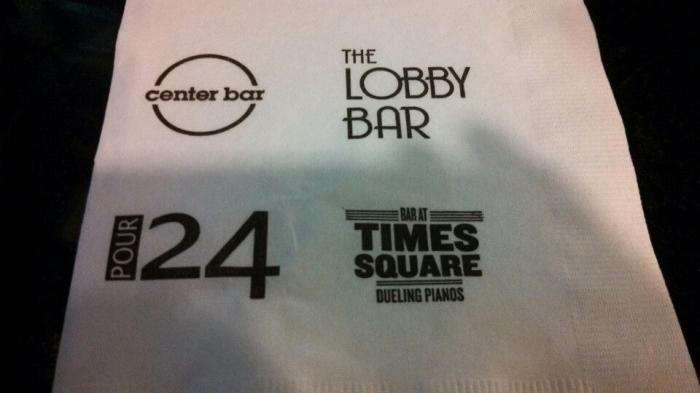 center bar
THE
LOBBY
BAR
POUR
24
BAR AT
TIMES
SQUARE
DUELING PIANOS